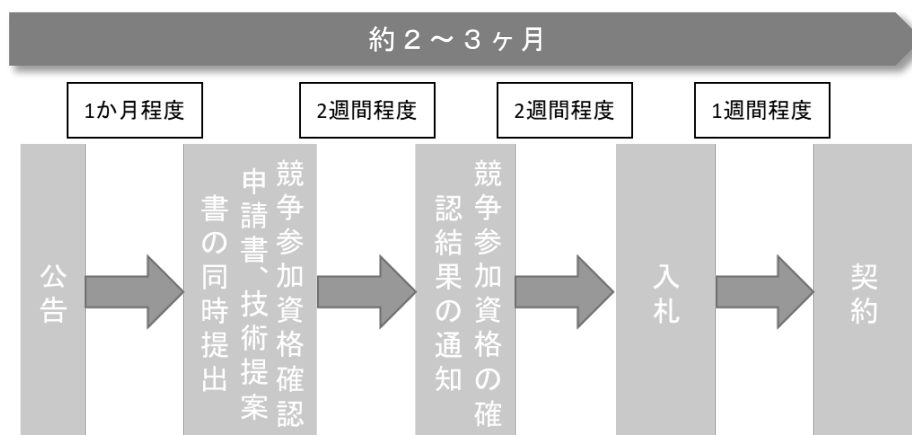 約２～３ヶ月
1か月程度
2週間程度
2週間程度
1週間程度
公告
競争参加資格確認
申請書、技術提案
書の同時提出
競争参加資格の確
認結果の通知
入札
契約